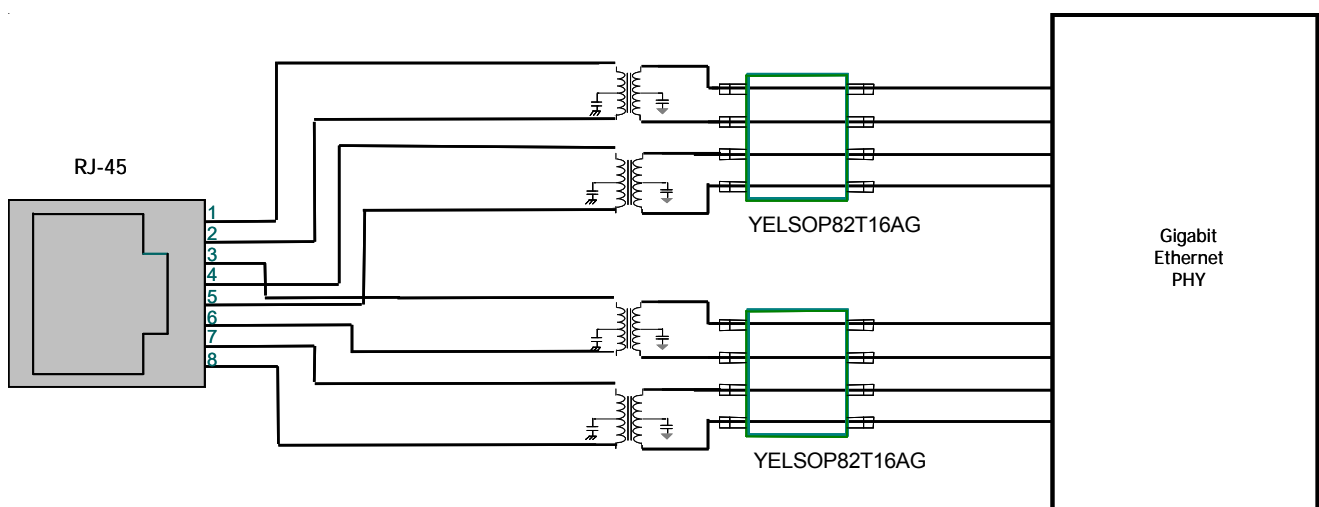 RJ-45
1
2
3
4
5
6
7
8
YELSOP82T16AG
YELSOP82T16AG
Gigabit
Ethernet
PHY